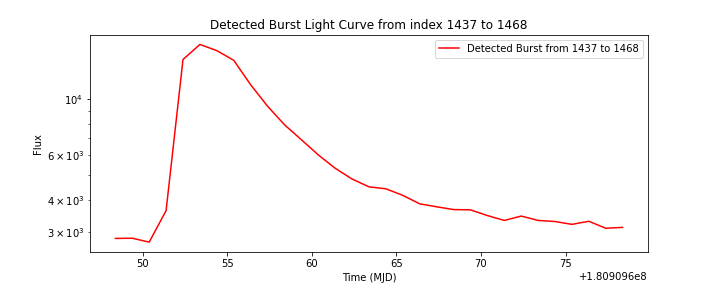 Detected Burst Light Curve from index 1437 to 1468
Detected Burst from 1437 to 1468
Flux
10⁴
6 × 10³
4 × 10³
3 × 10³
50 55 60 65 70 75
Time (MJD)
+1.809096e8